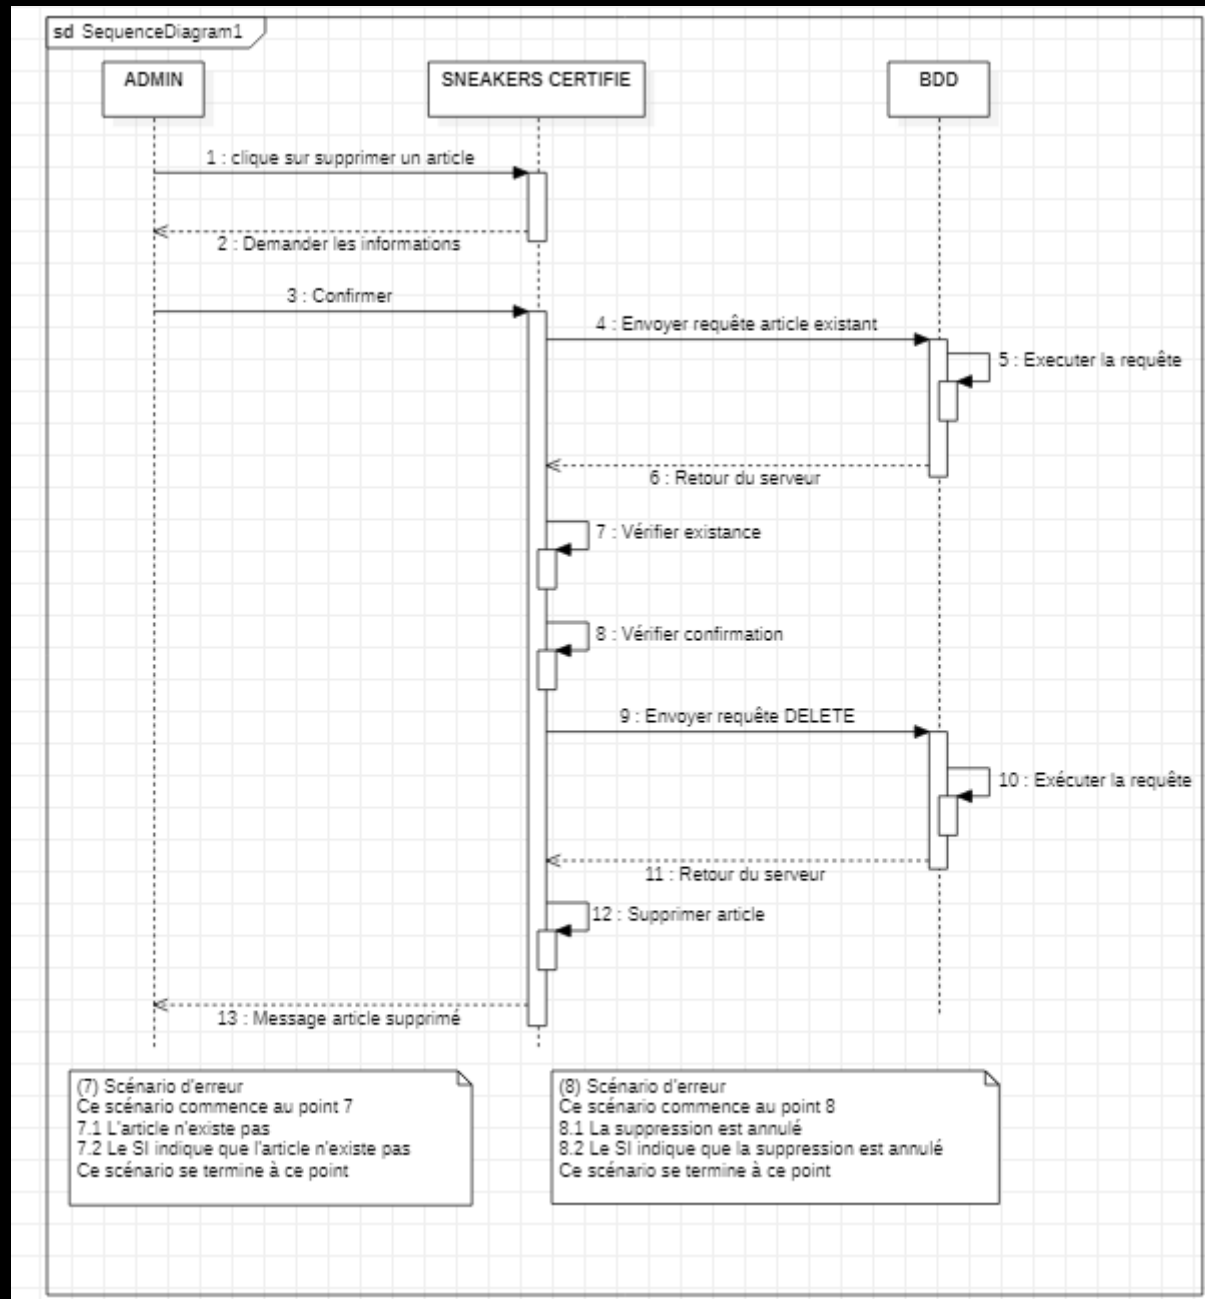 sd SequenceDiagram1
ADMIN
SNEAKERS CERTIFIE
BDD
1 : clique sur supprimer un article
2 : Demander les informations
3 : Confirmer
4 : Envoyer requête article existant
5 : Executer la requête
6 : Retour du serveur
7 : Vérifier existance
8 : Vérifier confirmation
9 : Envoyer requête DELETE
10 : Exécuter la requête
11 : Retour du serveur
12 : Supprimer article
13 : Message article supprimé
(7) Scénario d'erreur
Ce scénario commence au point 7
7.1 L'article n'existe pas
7.2 Le SI indique que l'article n'existe pas
Ce scénario se termine à ce point
(8) Scénario d'erreur
Ce scénario commence au point 8
8.1 La suppression est annulé
8.2 Le SI indique que la suppression est annulé
Ce scénario se termine à ce point